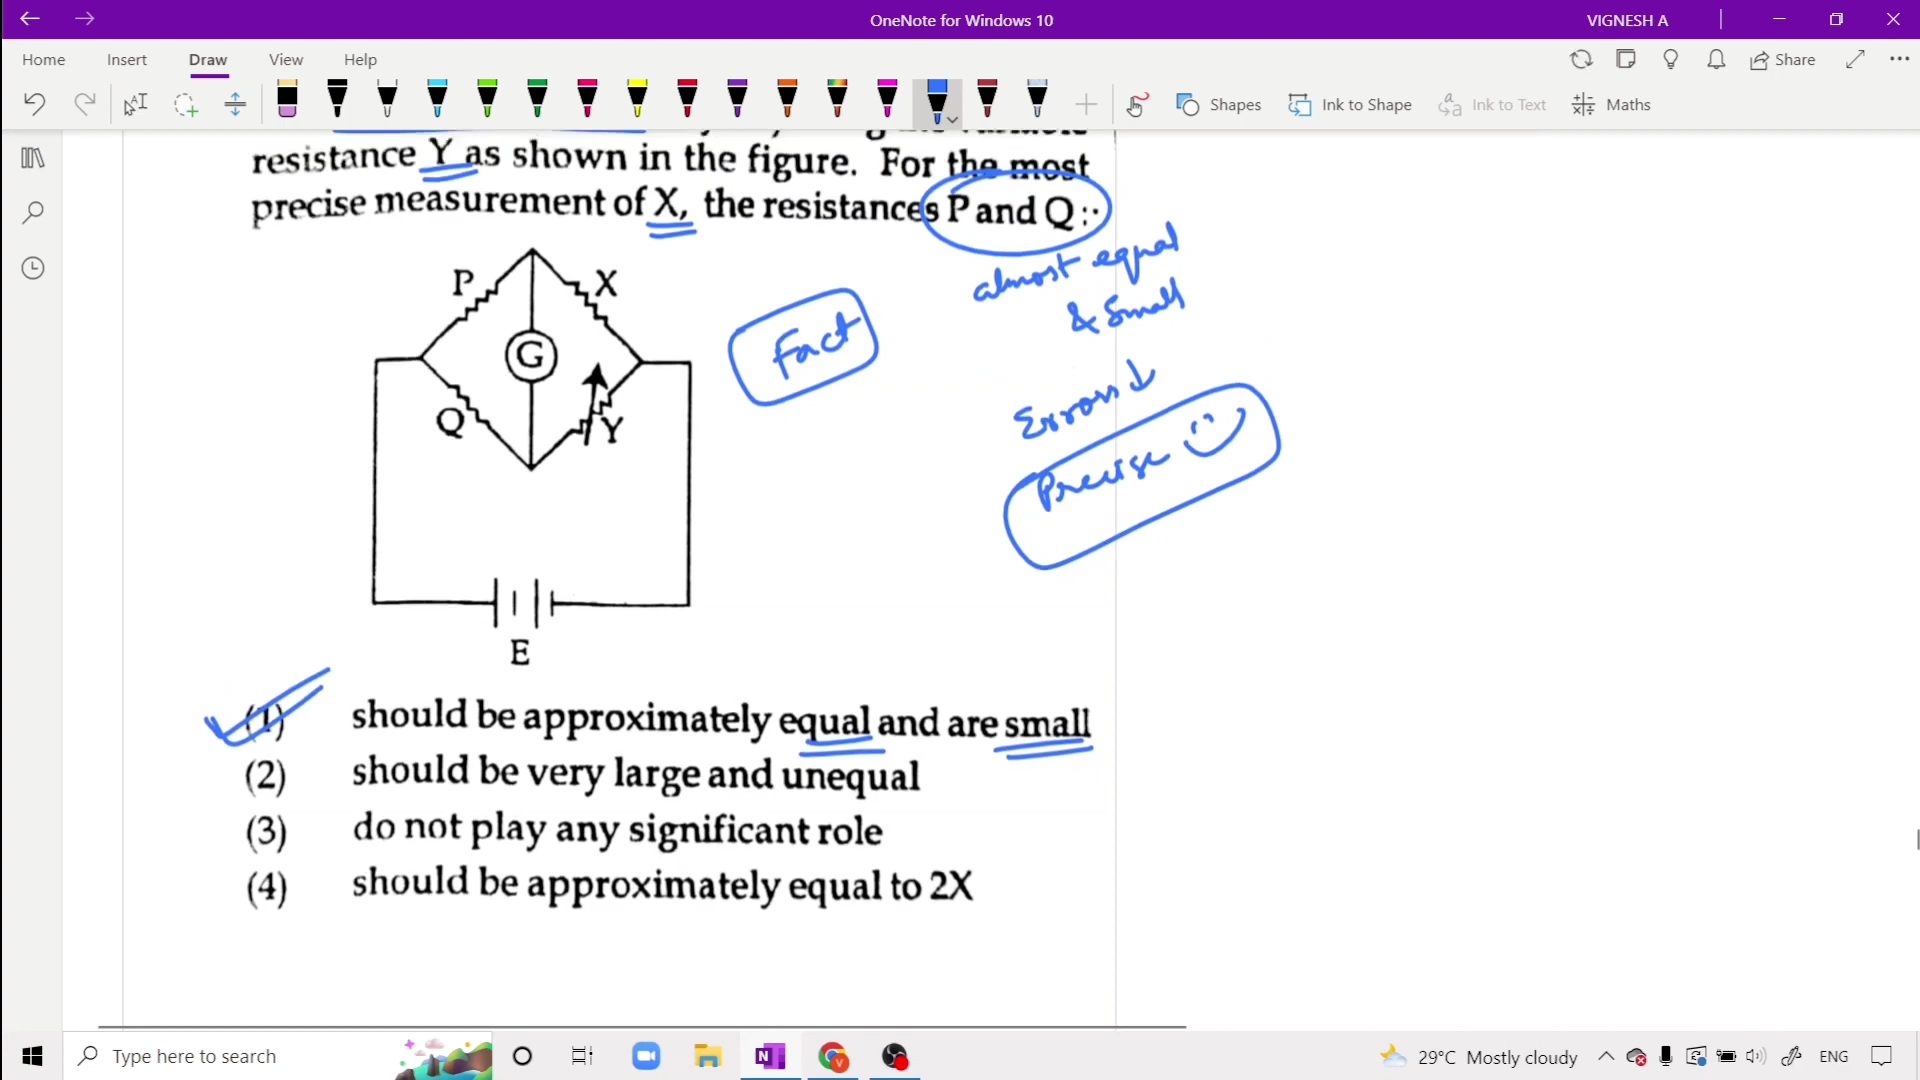 OneNote for Windows 10
VIGNESH A
Home Insert Draw View Help
Share
Shapes Ink to Shape Ink to Text Maths
resistance Y as shown in the figure. For the most
precise measurement of X, the resistances P and Q :
almost equal
& small
P
X
G
Fact
Q
Y
Errors ↓
Precise
E
(1) should be approximately equal and are small
(2) should be very large and unequal
(3) do not play any significant role
(4) should be approximately equal to 2X
Type here to search
29°C Mostly cloudy
ENG